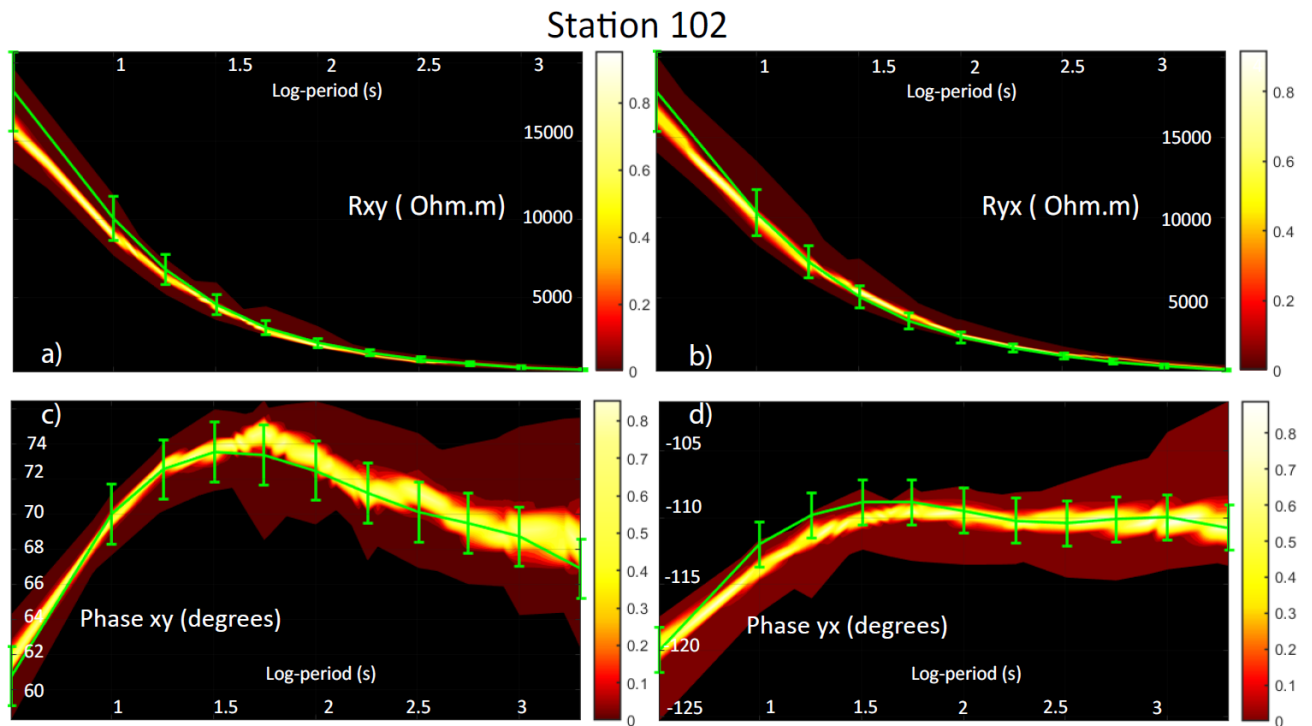 Station 102
1 1.5 2 2.5 3
Log-period (s)
15000
10000
5000
Rxy ( Ohm.m)
a)
0.8
0.6
0.4
0.3
0.2
0
1 1.5 2 2.5 3
Log-period (s)
15000
10000
5000
Ryx ( Ohm.m)
b)
0.8
0.6
0.4
0.3
0.2
0
c)
74
72
70
68
66
64
62
60
Phase xy (degrees)
Log-period (s)
1 1.5 2 2.5 3
0.8
0.7
0.6
0.5
0.4
0.3
0.2
0.1
0
d)
-105
-110
-115
-120
-125
Phase yx (degrees)
Log-period (s)
1 1.5 2 2.5 3
0.8
0.7
0.6
0.5
0.4
0.3
0.2
0.1
0